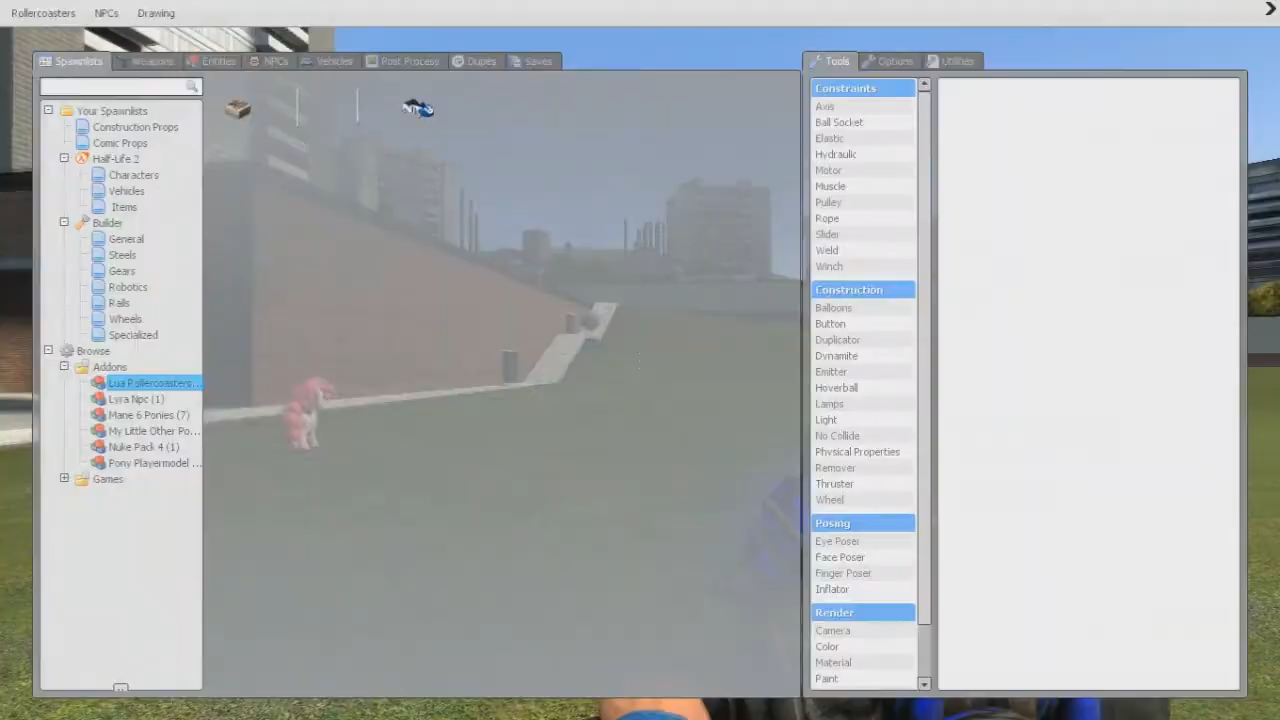 Rollercoasters NPCs Drawing
Spawnlists Weapons Entities NPCs Vehicles Post Process Dupes Saves
Your Spawnlists
Construction Props
Comic Props
Half-Life 2
Characters
Vehicles
Items
Builder
General
Steels
Gears
Robotics
Rails
Wheels
Specialized
Browse
Addons
Lua Rollercoasters...
Lyra Npc (1)
Mane 6 Ponies (7)
My Little Other Po...
Nuke Pack 4 (1)
Pony Playermodel ...
Games
Tools Options Utilities
Constraints
Axis
Ball Socket
Elastic
Hydraulic
Motor
Muscle
Pulley
Rope
Slider
Weld
Winch
Construction
Balloons
Button
Duplicator
Dynamite
Emitter
Hoverball
Lamps
Light
No Collide
Physical Properties
Remover
Thruster
Wheel
Posing
Eye Poser
Face Poser
Finger Poser
Inflator
Render
Camera
Color
Material
Paint